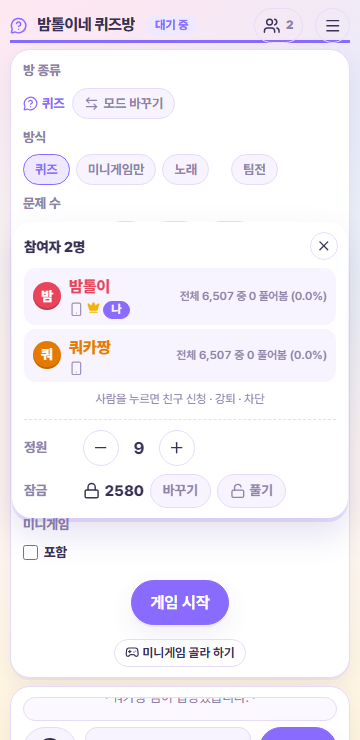 밤톨이네 퀴즈방 대기 중 2
방 종류
퀴즈 모드 바꾸기
방식
퀴즈 미니게임만 노래 팀전
문제 수
참여자 2명
밤 밤톨이 전체 6,507 중 0 풀어봄 (0.0%)
나
쿼 쿼카짱 전체 6,507 중 0 풀어봄 (0.0%)
사람을 누르면 친구 신청 · 강퇴 · 차단
정원 9
잠금 2580 바꾸기 풀기
미니게임
포함
게임 시작
미니게임 골라 하기